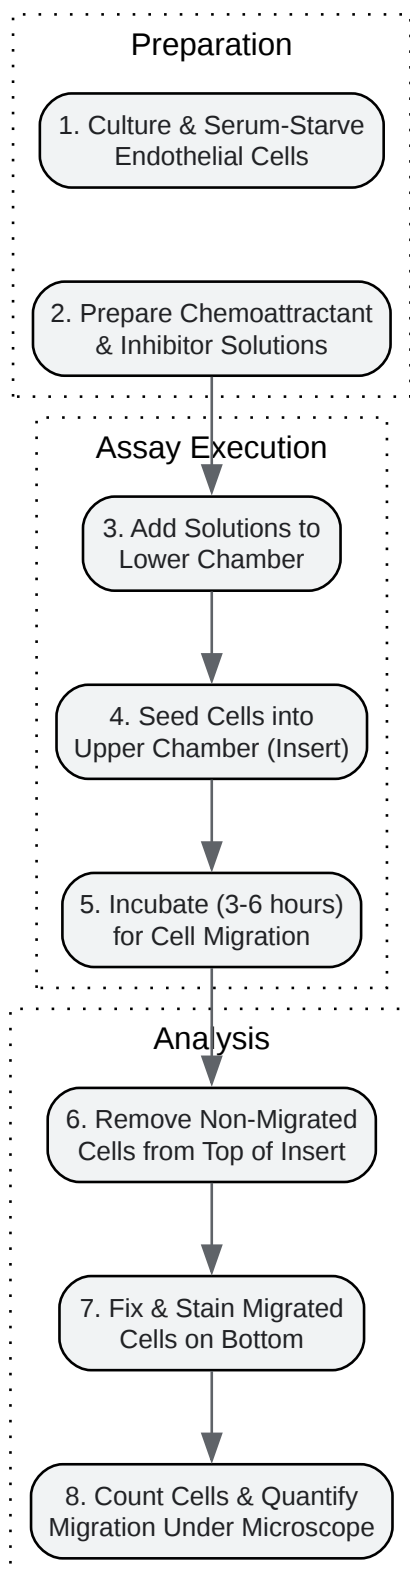 Preparation
1. Culture & Serum-Starve
Endothelial Cells
2. Prepare Chemoattractant
& Inhibitor Solutions
Assay Execution
3. Add Solutions to
Lower Chamber
4. Seed Cells into
Upper Chamber (Insert)
5. Incubate (3-6 hours)
for Cell Migration
Analysis
6. Remove Non-Migrated
Cells from Top of Insert
7. Fix & Stain Migrated
Cells on Bottom
8. Count Cells & Quantify
Migration Under Microscope